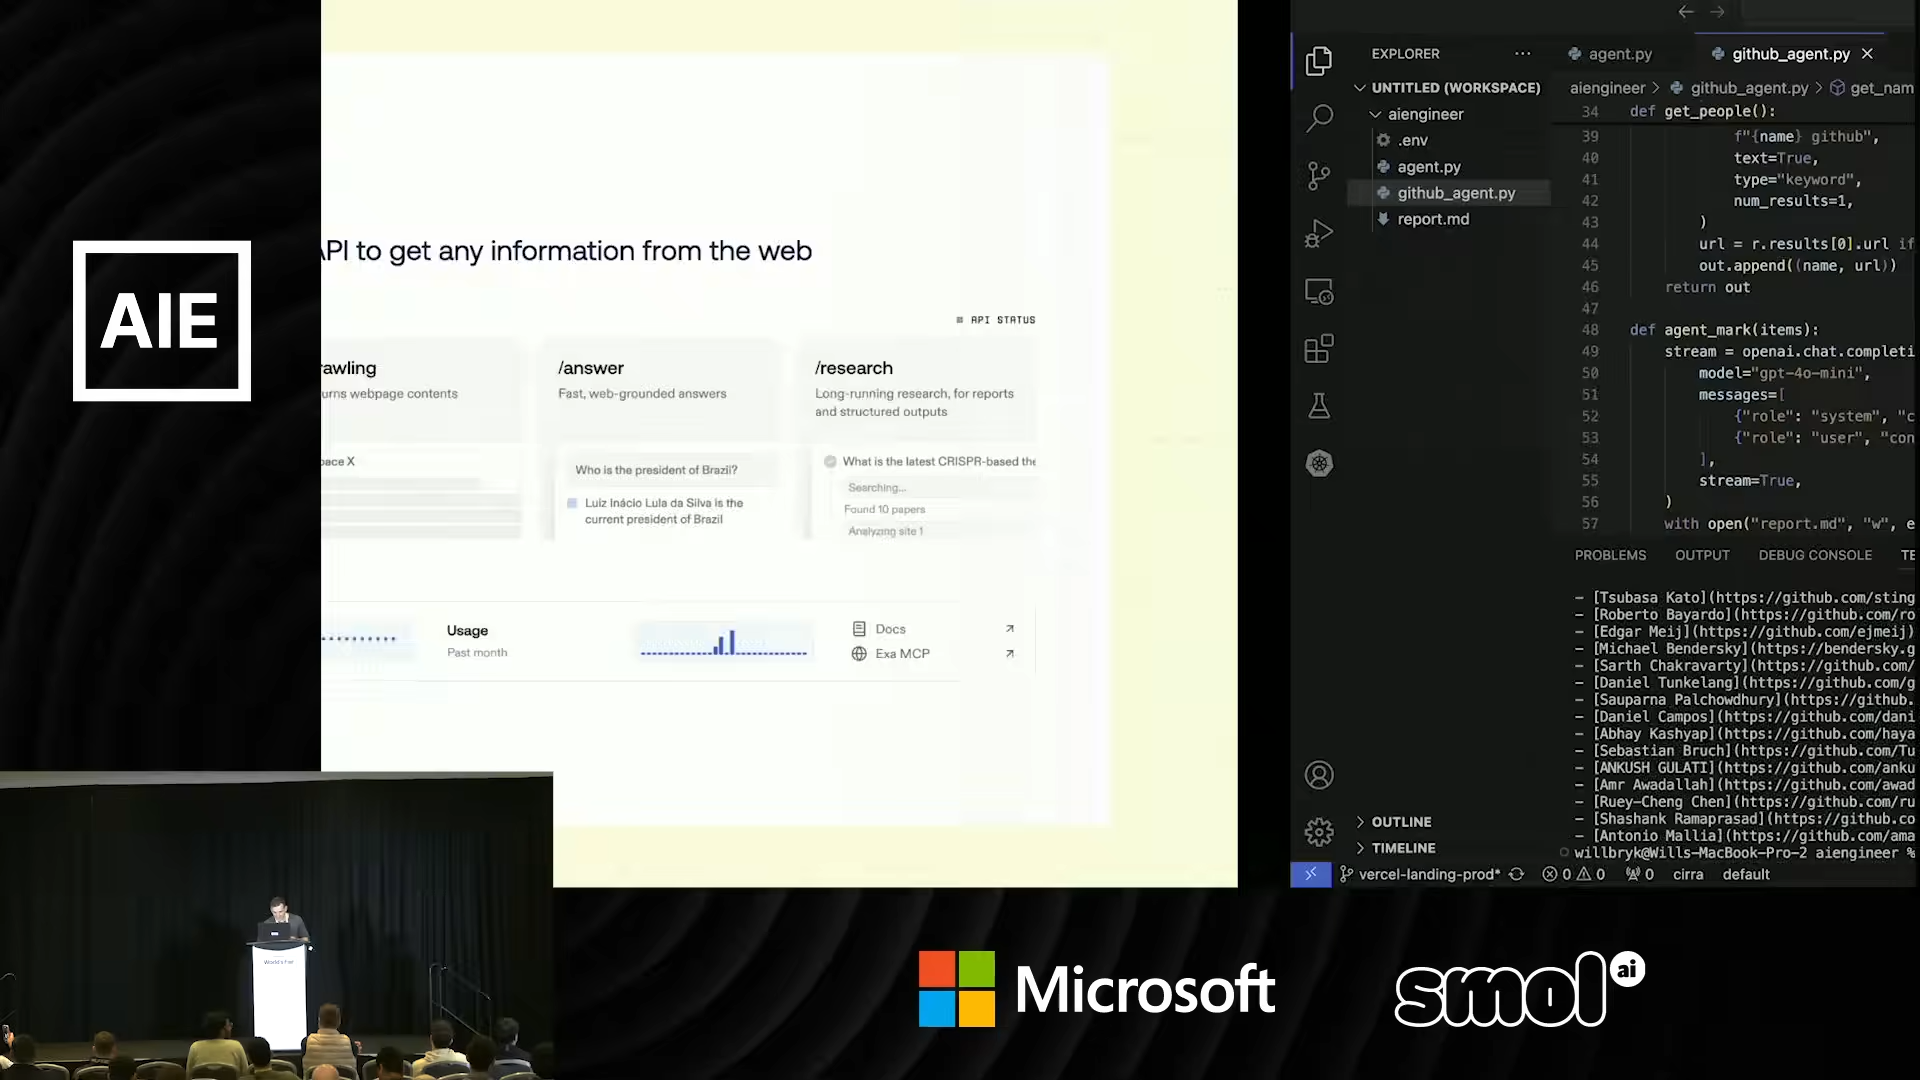 AIE
API to get any information from the web
API STATUS
rawling
urns webpage contents
pace X
/answer
Fast, web-grounded answers
Who is the president of Brazil?
Luiz Inácio Lula da Silva is the
current president of Brazil
/research
Long-running research, for reports
and structured outputs
What is the latest CRISPR-based the
Searching...
Found 10 papers
Analyzing site 1
Usage
Past month
Docs
Exa MCP
EXPLORER
UNTITLED (WORKSPACE)
aiengineer
.env
agent.py
github_agent.py
report.md
OUTLINE
TIMELINE
agent.py
github_agent.py
aiengineer > github_agent.py > get_nam
34 def get_people():
39 f"{name} github",
40 text=True,
41 type="keyword",
42 num_results=1,
43 )
44 url = r.results[0].url if
45 out.append((name, url))
46 return out
47
48 def agent_mark(items):
49 stream = openai.chat.completi
50 model="gpt-4o-mini",
51 messages=[
52 {"role": "system", "c
53 {"role": "user", "con
54 ],
55 stream=True,
56 )
57 with open("report.md", "w", e
PROBLEMS OUTPUT DEBUG CONSOLE TE
- [Tsubasa Kato](https://github.com/sting
- [Roberto Bayardo](https://github.com/ro
- [Edgar Meij](https://github.com/ejmeij)
- [Michael Bendersky](https://bendersky.g
- [Sarth Chakravarty](https://github.com/
- [Daniel Tunkelang](https://github.com/g
- [Sauparna Palchowdhury](https://github.
- [Daniel Campos](https://github.com/dani
- [Abhay Kashyap](https://github.com/haya
- [Sebastian Bruch](https://github.com/Tu
- [ANKUSH GULATI](https://github.com/anku
- [Amr Awadallah](https://github.com/awad
- [Ruey-Cheng Chen](https://github.com/ru
- [Shashank Ramaprasad](https://github.co
- [Antonio Mallia](https://github.com/ama
willbryk@Wills-MacBook-Pro-2 aiengineer %
vercel-landing-prod* 0 0 0 cirra default
World's Fair
Microsoft
smol ai